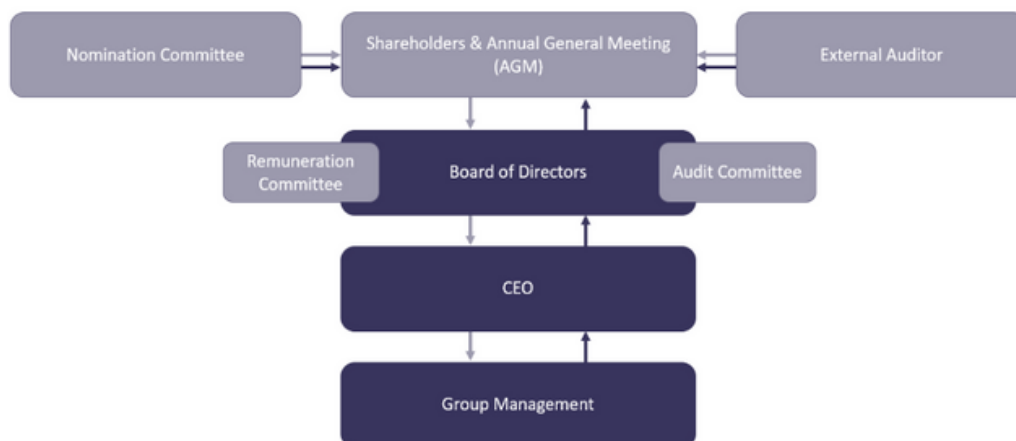 Nomination Committee
Shareholders & Annual General Meeting
(AGM)
External Auditor
Remuneration
Committee
Board of Directors
Audit Committee
CEO
Group Management